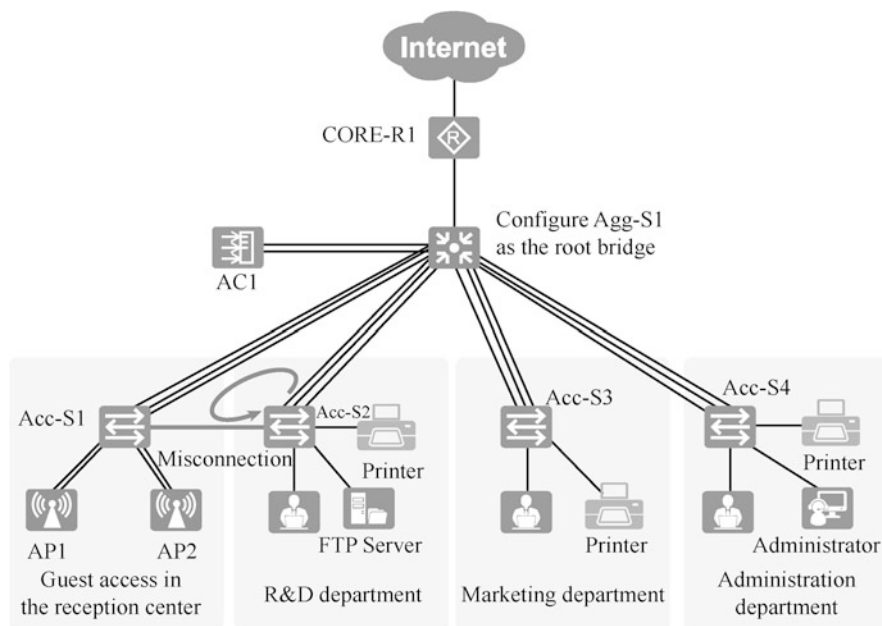 Internet
CORE-R1
R
Configure Agg-S1
as the root bridge
AC1
Acc-S1
Acc-S2
Acc-S3
Acc-S4
Misconnection
Printer
Printer
AP1
AP2
FTP Server
Printer
Administrator
Guest access in
the reception center
R&D department
Marketing department
Administration
department